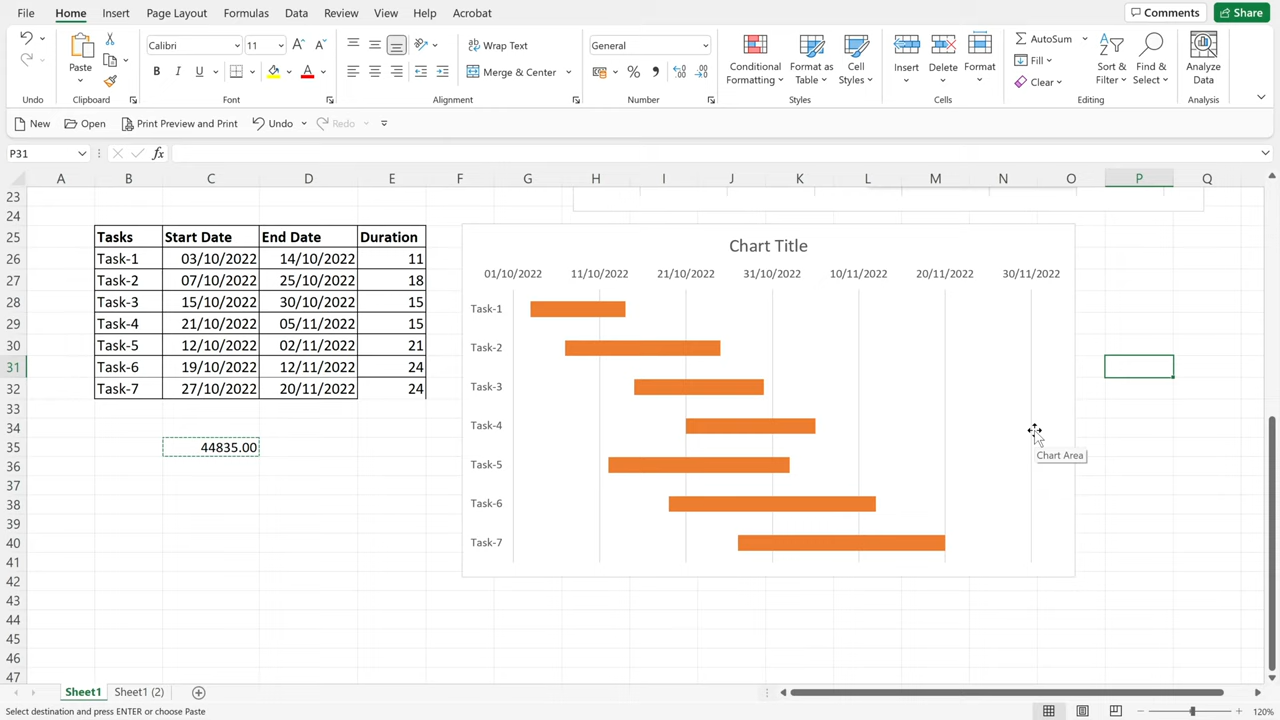 File Home Insert Page Layout Formulas Data Review View Help Acrobat Comments Share
Calibri 11 Wrap Text General AutoSum
Paste B I U Merge & Center % , Conditional Formatting Format as Table Cell Styles Insert Delete Format Fill Clear Sort & Filter Find & Select Analyze Data
Undo Clipboard Font Alignment Number Styles Cells Editing Analysis
New Open Print Preview and Print Undo Redo
P31 fx
A B C D E F G H I J K L M N O P Q
23
24
25 Tasks Start Date End Date Duration
26 Task-1 03/10/2022 14/10/2022 11
27 Task-2 07/10/2022 25/10/2022 18
28 Task-3 15/10/2022 30/10/2022 15
29 Task-4 21/10/2022 05/11/2022 15
30 Task-5 12/10/2022 02/11/2022 21
31 Task-6 19/10/2022 12/11/2022 24
32 Task-7 27/10/2022 20/11/2022 24
33
34
35 44835.00
36
37
38
39
40
41
42
43
44
45
46
47
Chart Title
01/10/2022 11/10/2022 21/10/2022 31/10/2022 10/11/2022 20/11/2022 30/11/2022
Task-1
Task-2
Task-3
Task-4
Task-5
Task-6
Task-7
Chart Area
Sheet1 Sheet1 (2)
Select destination and press ENTER or choose Paste 120%